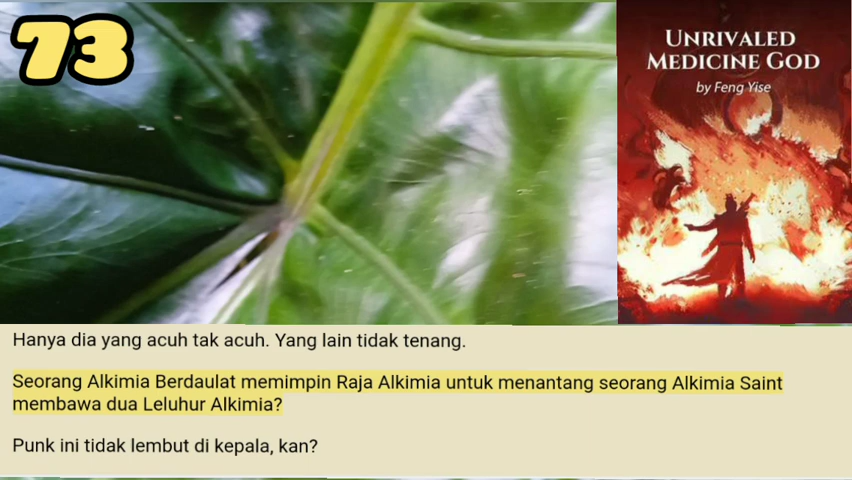 73
UNRIVALED
MEDICINE GOD
by Feng Yise
Hanya dia yang acuh tak acuh. Yang lain tidak tenang.
Seorang Alkimia Berdaulat memimpin Raja Alkimia untuk menantang seorang Alkimia Saint
membawa dua Leluhur Alkimia?
Punk ini tidak lembut di kepala, kan?